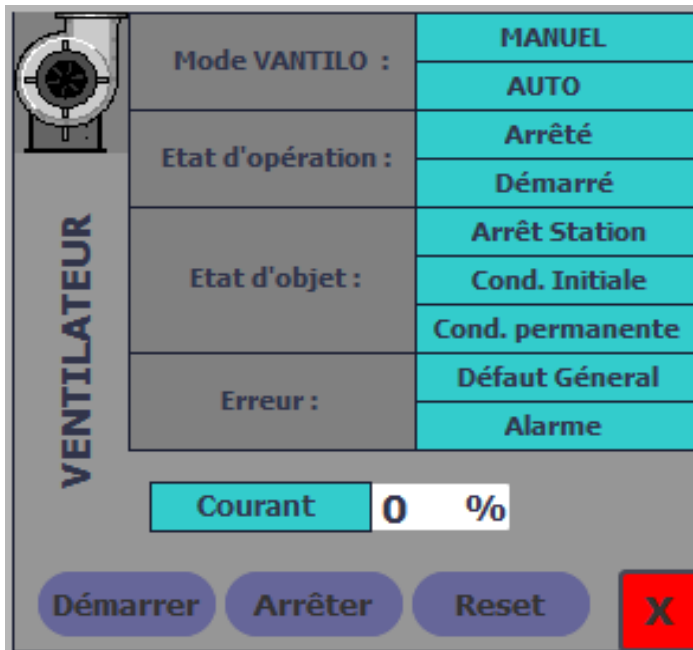 Mode VANTILO :
MANUEL
AUTO
Etat d'opération :
Arrêté
Démarré
Etat d'objet :
Arrêt Station
Cond. Initiale
Cond. permanente
Erreur :
Défaut Géneral
Alarme
VENTILATEUR
Courant 0 %
Démarrer Arrêter Reset X